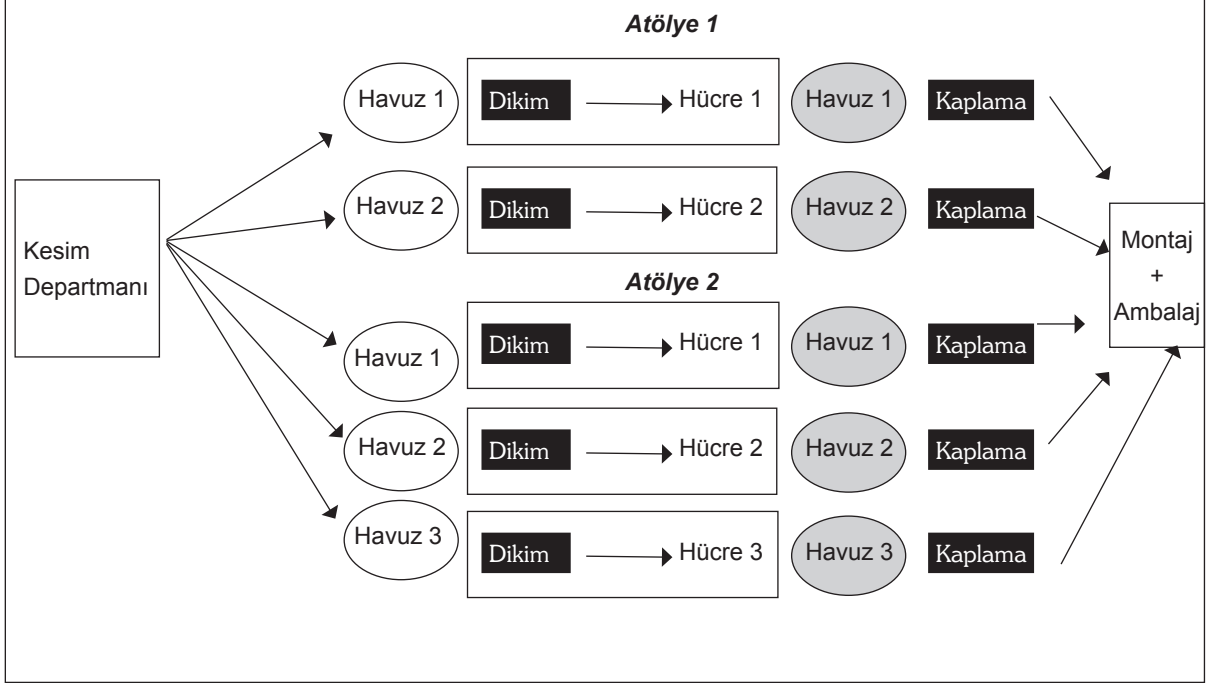 Atölye 1
Havuz 1 Dikim Hücre 1 Havuz 1 Kaplama
Havuz 2 Dikim Hücre 2 Havuz 2 Kaplama
Kesim
Departmanı
Montaj
+
Ambalaj
Atölye 2
Havuz 1 Dikim Hücre 1 Havuz 1 Kaplama
Havuz 2 Dikim Hücre 2 Havuz 2 Kaplama
Havuz 3 Dikim Hücre 3 Havuz 3 Kaplama